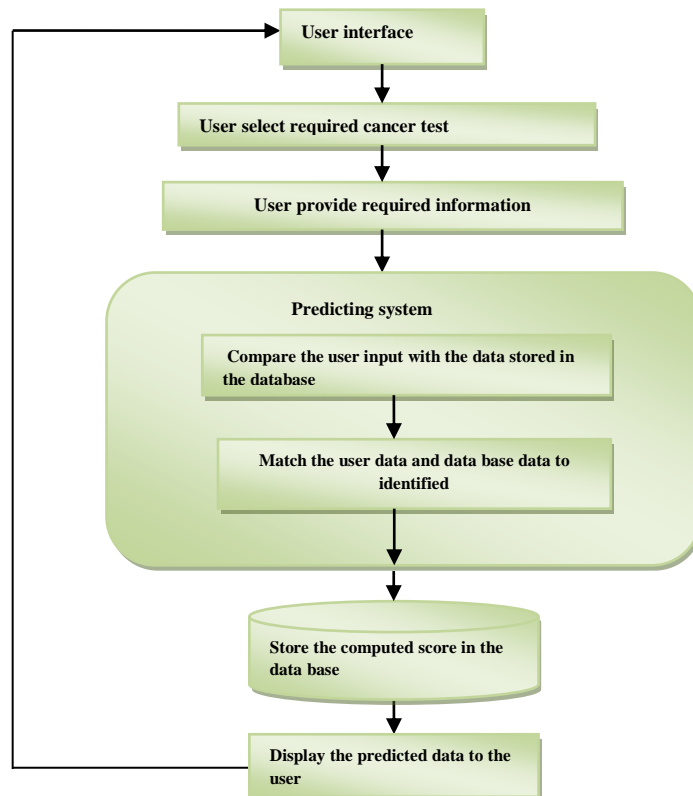 User interface
User select required cancer test
User provide required information
Predicting system
Compare the user input with the data stored in
the database
Match the user data and data base data to
identified
Store the computed score in the
data base
Display the predicted data to the
user